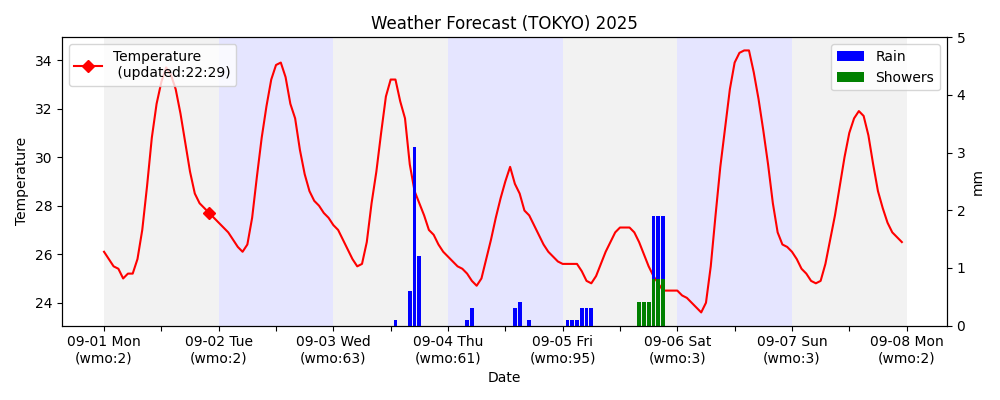 Weather Forecast (TOKYO) 2025
Temperature
(updated:22:29)
Rain
Showers
34
32
30
28
26
24
Temperature
5
4
3
2
1
0
mm
09-01 Mon
(wmo:2)
09-02 Tue
(wmo:2)
09-03 Wed
(wmo:63)
09-04 Thu
(wmo:61)
09-05 Fri
(wmo:95)
09-06 Sat
(wmo:3)
09-07 Sun
(wmo:3)
09-08 Mon
(wmo:2)
Date